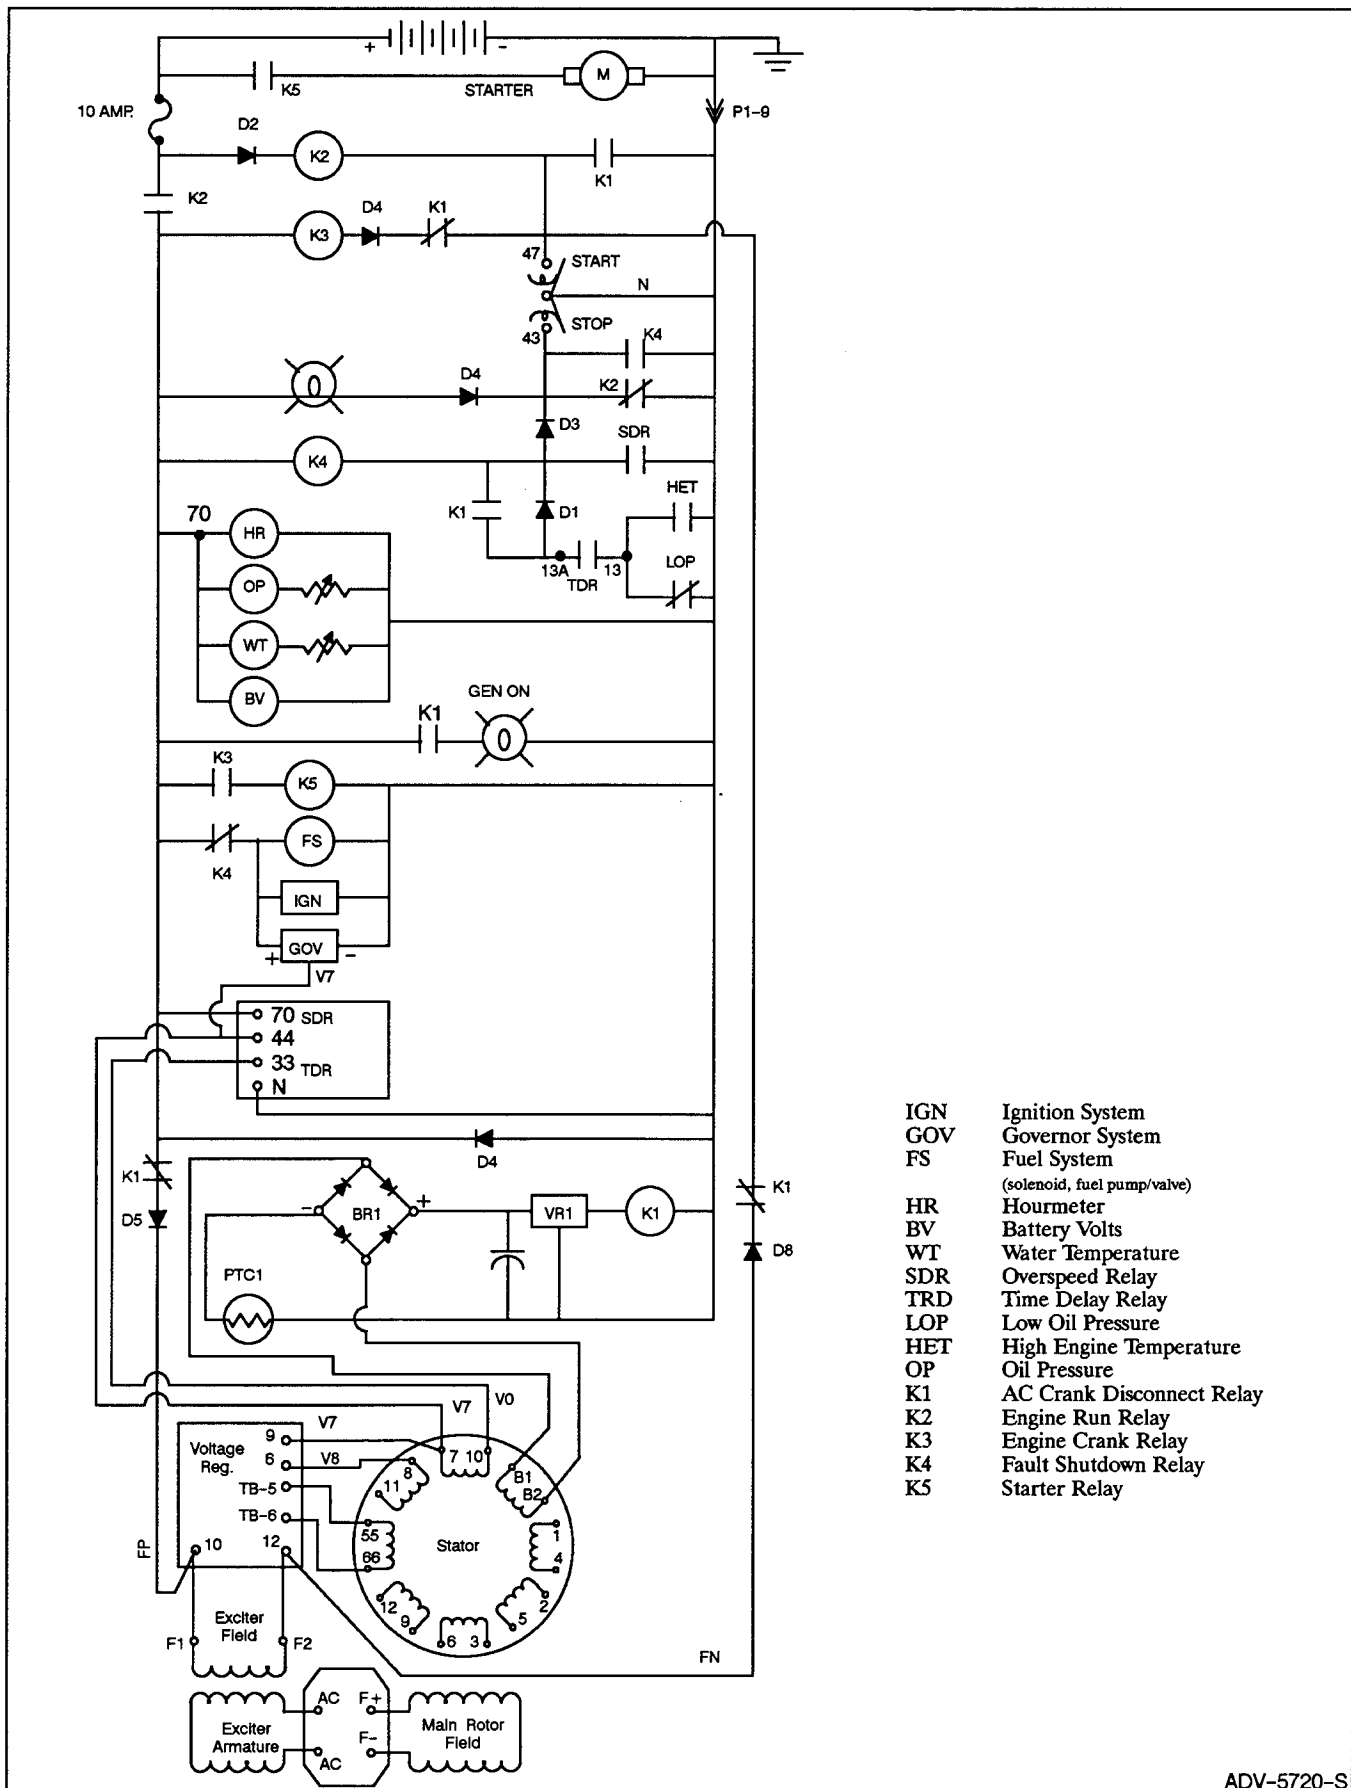 + -
K5
STARTER
M
10 AMP.
P1-9
D2
K2
K1
K2
K3
D4
K1
47
START
N
STOP
43
K4
D4
K2
D3
SDR
K4
HET
K1
D1
70
HR
LOP
13A
13
TDR
OP
WT
BV
GEN ON
K1
K3
K5
FS
K4
IGN
GOV
+ -
V7
70 SDR
44
33 TDR
N
D4
K1
K1
- BR1 +
VR1
K1
D5
D8
PTC1
V0
V7
V7
9
Voltage
Reg.
6
V8
7 10
8
11
B1
B2
TB-5
TB-6
55
66
Stator
1
4
FP
10
12
12
9
2
5
6 3
Exciter
Field
F1
F2
FN
AC
F+
Exciter
Armature
Main Rotor
Field
F-
AC
IGN Ignition System
GOV Governor System
FS Fuel System
(solenoid, fuel pump/valve)
HR Hourmeter
BV Battery Volts
WT Water Temperature
SDR Overspeed Relay
TRD Time Delay Relay
LOP Low Oil Pressure
HET High Engine Temperature
OP Oil Pressure
K1 AC Crank Disconnect Relay
K2 Engine Run Relay
K3 Engine Crank Relay
K4 Fault Shutdown Relay
K5 Starter Relay
ADV-5720-S